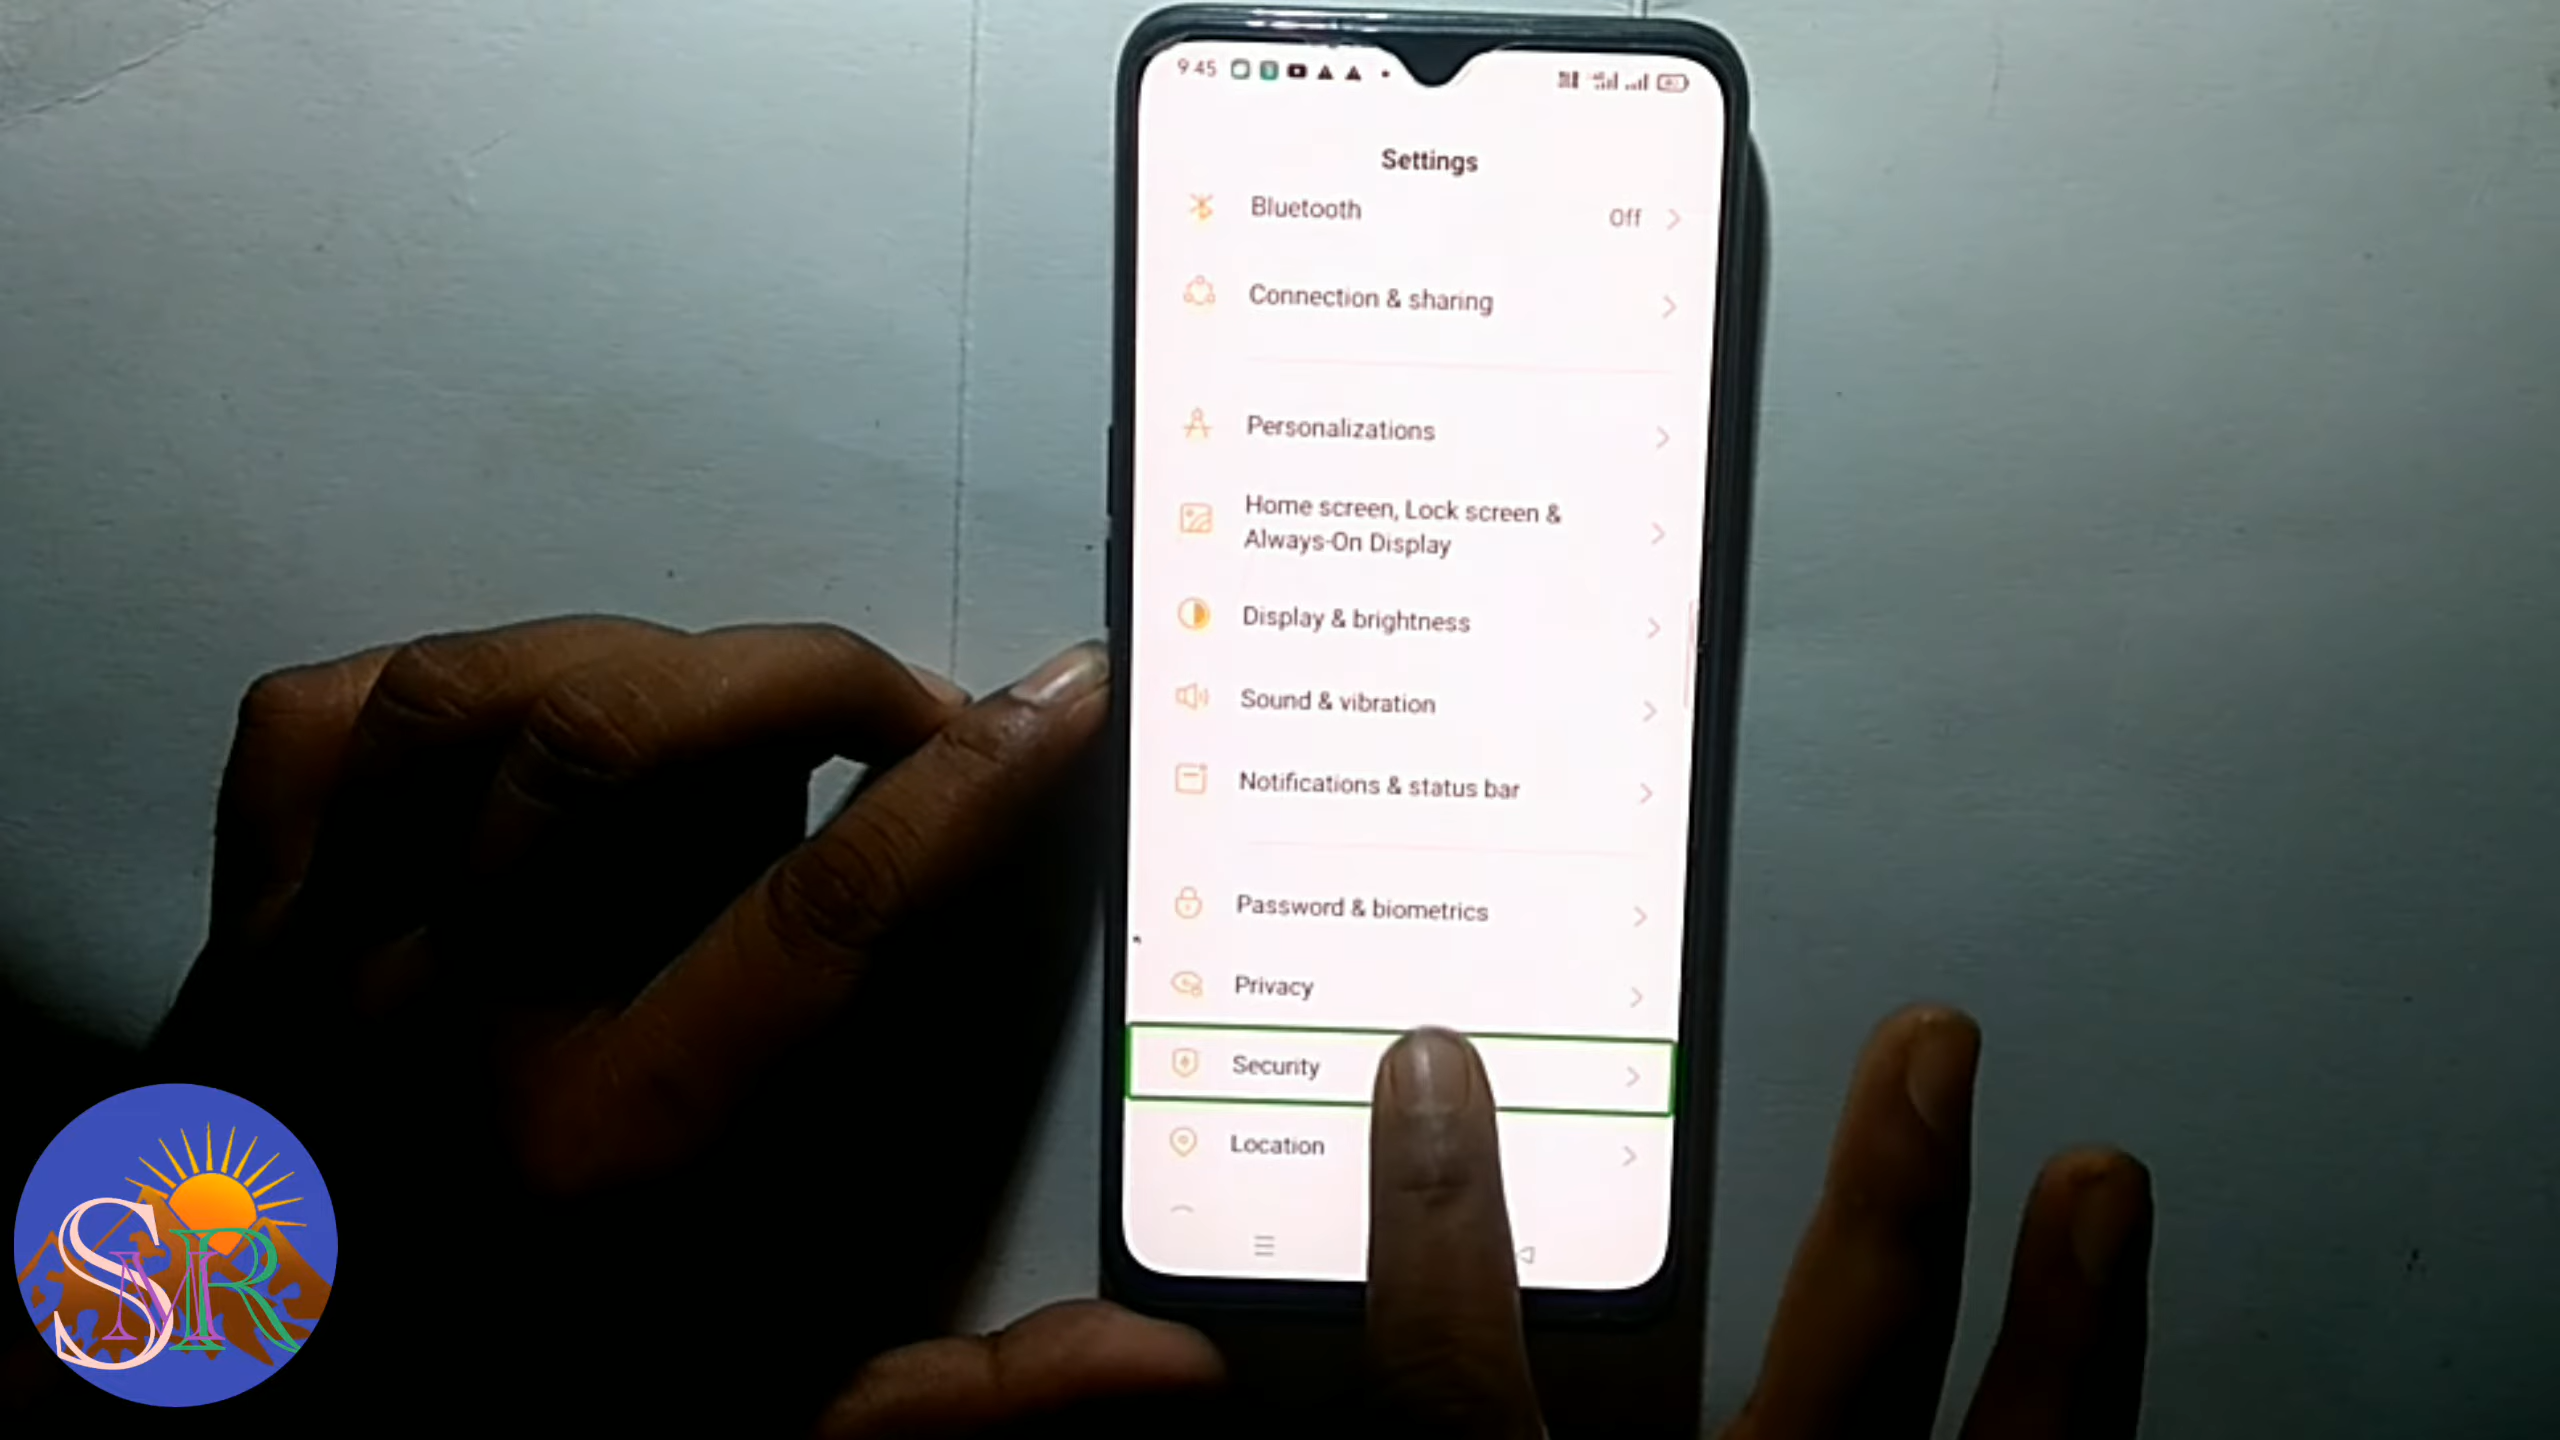 9:45
Settings
Bluetooth Off
Connection & sharing
Personalizations
Home screen, Lock screen &
Always-On Display
Display & brightness
Sound & vibration
Notifications & status bar
Password & biometrics
Privacy
Security
Location
SMR